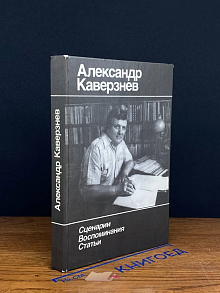 Александр
Каверзнев
Сценарии
Воспоминания
Статьи
Александр Каверзнев
КНИГОЕД